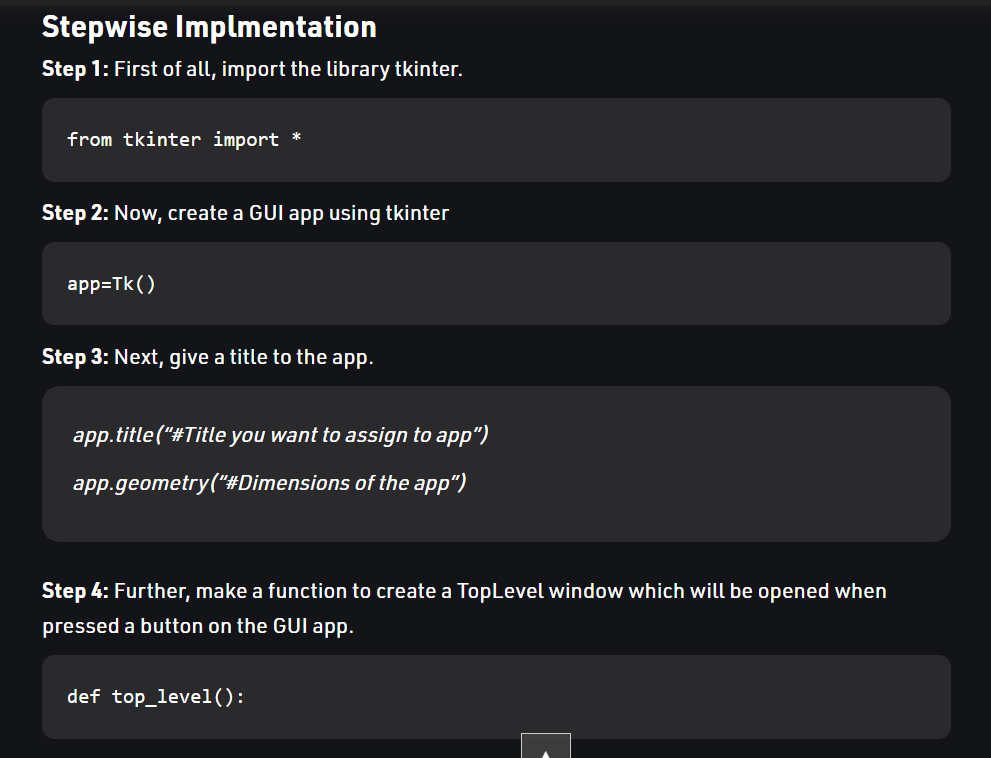 Stepwise Implmentation
Step 1: First of all, import the library tkinter.
from tkinter import *
Step 2: Now, create a GUI app using tkinter
app=Tk()
Step 3: Next, give a title to the app.
app.title(“#Title you want to assign to app”)
app.geometry(“#Dimensions of the app”)
Step 4: Further, make a function to create a TopLevel window which will be opened when
pressed a button on the GUI app.
def top_level():